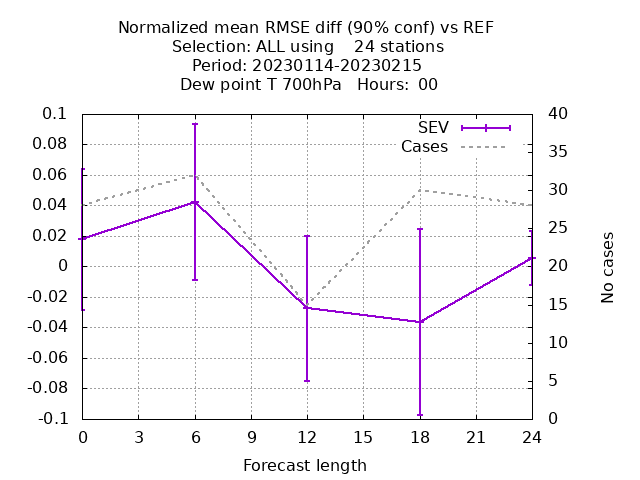 Normalized mean RMSE diff (90% conf) vs REF
Selection: ALL using    24 stations
Period: 20230114-20230215
Dew point T 700hPa   Hours:  00
SEV
Cases
0.1
0.08
0.06
0.04
0.02
0
-0.02
-0.04
-0.06
-0.08
-0.1
40
35
30
25
20
15
10
5
0
No cases
0 3 6 9 12 15 18 21 24
Forecast length